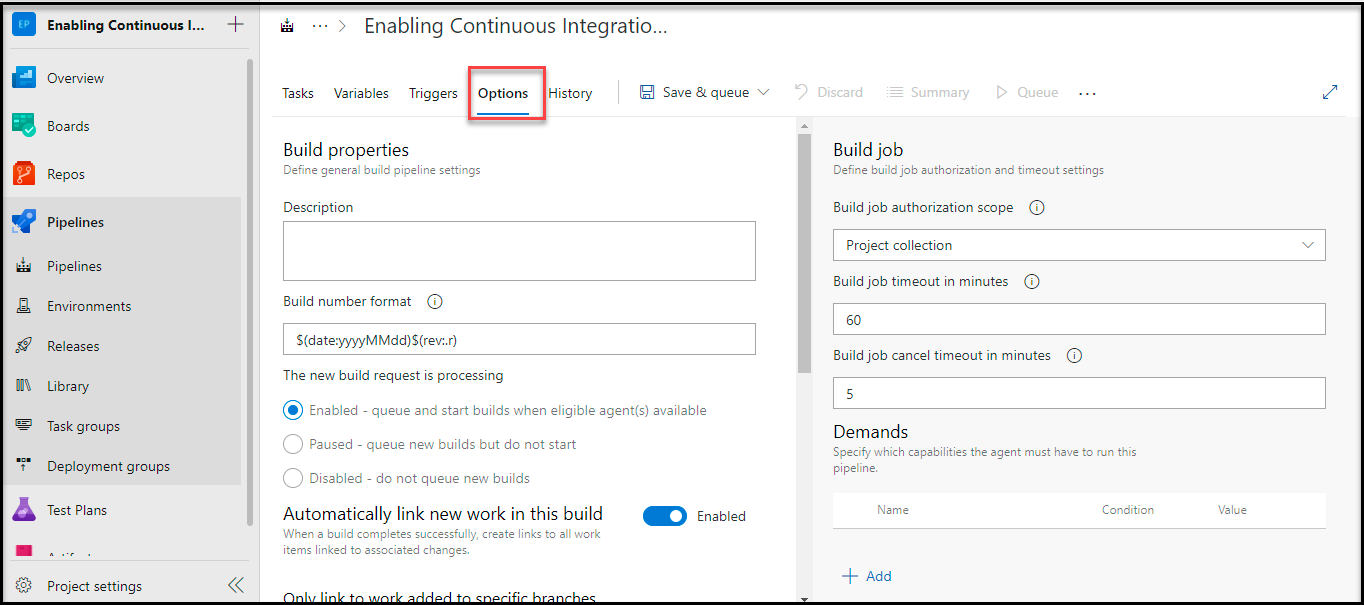 EP
Enabling Continuous I...
Overview
Boards
Repos
Pipelines
Pipelines
Environments
Releases
Library
Task groups
Deployment groups
Test Plans
Project settings
... > Enabling Continuous Integratio...
Tasks Variables Triggers Options History Save & queue Discard Summary Queue ...
Build properties
Define general build pipeline settings
Description
Build number format
$(date:yyyyMMdd)$(rev:.r)
The new build request is processing
Enabled - queue and start builds when eligible agent(s) available
Paused - queue new builds but do not start
Disabled - do not queue new builds
Automatically link new work in this build
Enabled
When a build completes successfully, create links to all work
items linked to associated changes.
Only link to work added to specific branches
Build job
Define build job authorization and timeout settings
Build job authorization scope
Project collection
Build job timeout in minutes
60
Build job cancel timeout in minutes
5
Demands
Specify which capabilities the agent must have to run this
pipeline.
Name Condition Value
+ Add